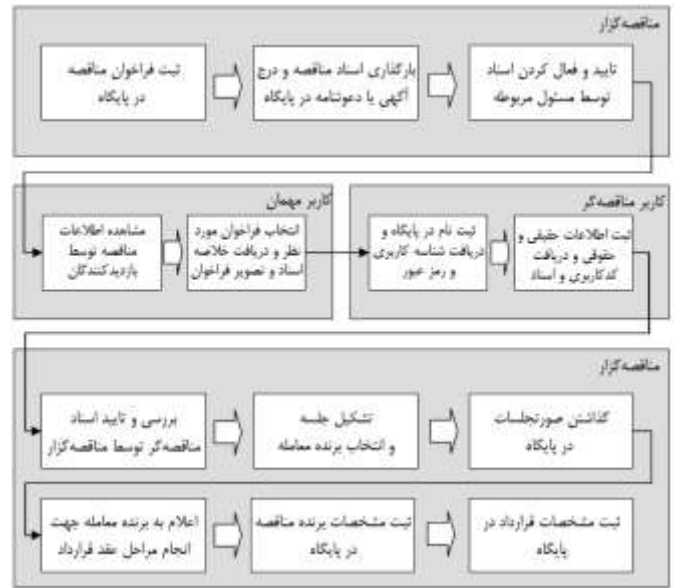 مناقصه‌گزار
ثبت فراخوان مناقصه
در پایگاه
بارگذاری اسناد مناقصه و درج
آگهی یا دعوتنامه در پایگاه
تایید و فعال کردن اسناد
توسط مسئول مربوطه
کاربر مهمان
مشاهده اطلاعات
مناقصه توسط
بازدیدکنندگان
انتخاب فراخوان مورد
نظر و دریافت خلاصه
اسناد و تصویر فراخوان
کاربر مناقصه‌گر
ثبت نام در پایگاه و
دریافت شناسه کاربری
و رمز عبور
ثبت اطلاعات حقیقی و
حقوقی و دریافت
کدکاربری و اسناد
مناقصه‌گزار
بررسی و تایید اسناد
مناقصه‌گر توسط مناقصه‌گزار
تشکیل جلسه
و انتخاب برنده معامله
گذاشتن صورتجلسات
در پایگاه
اعلام به برنده معامله جهت
انجام مراحل عقد قرارداد
ثبت مشخصات برنده مناقصه
در پایگاه
ثبت مشخصات قرارداد در
پایگاه